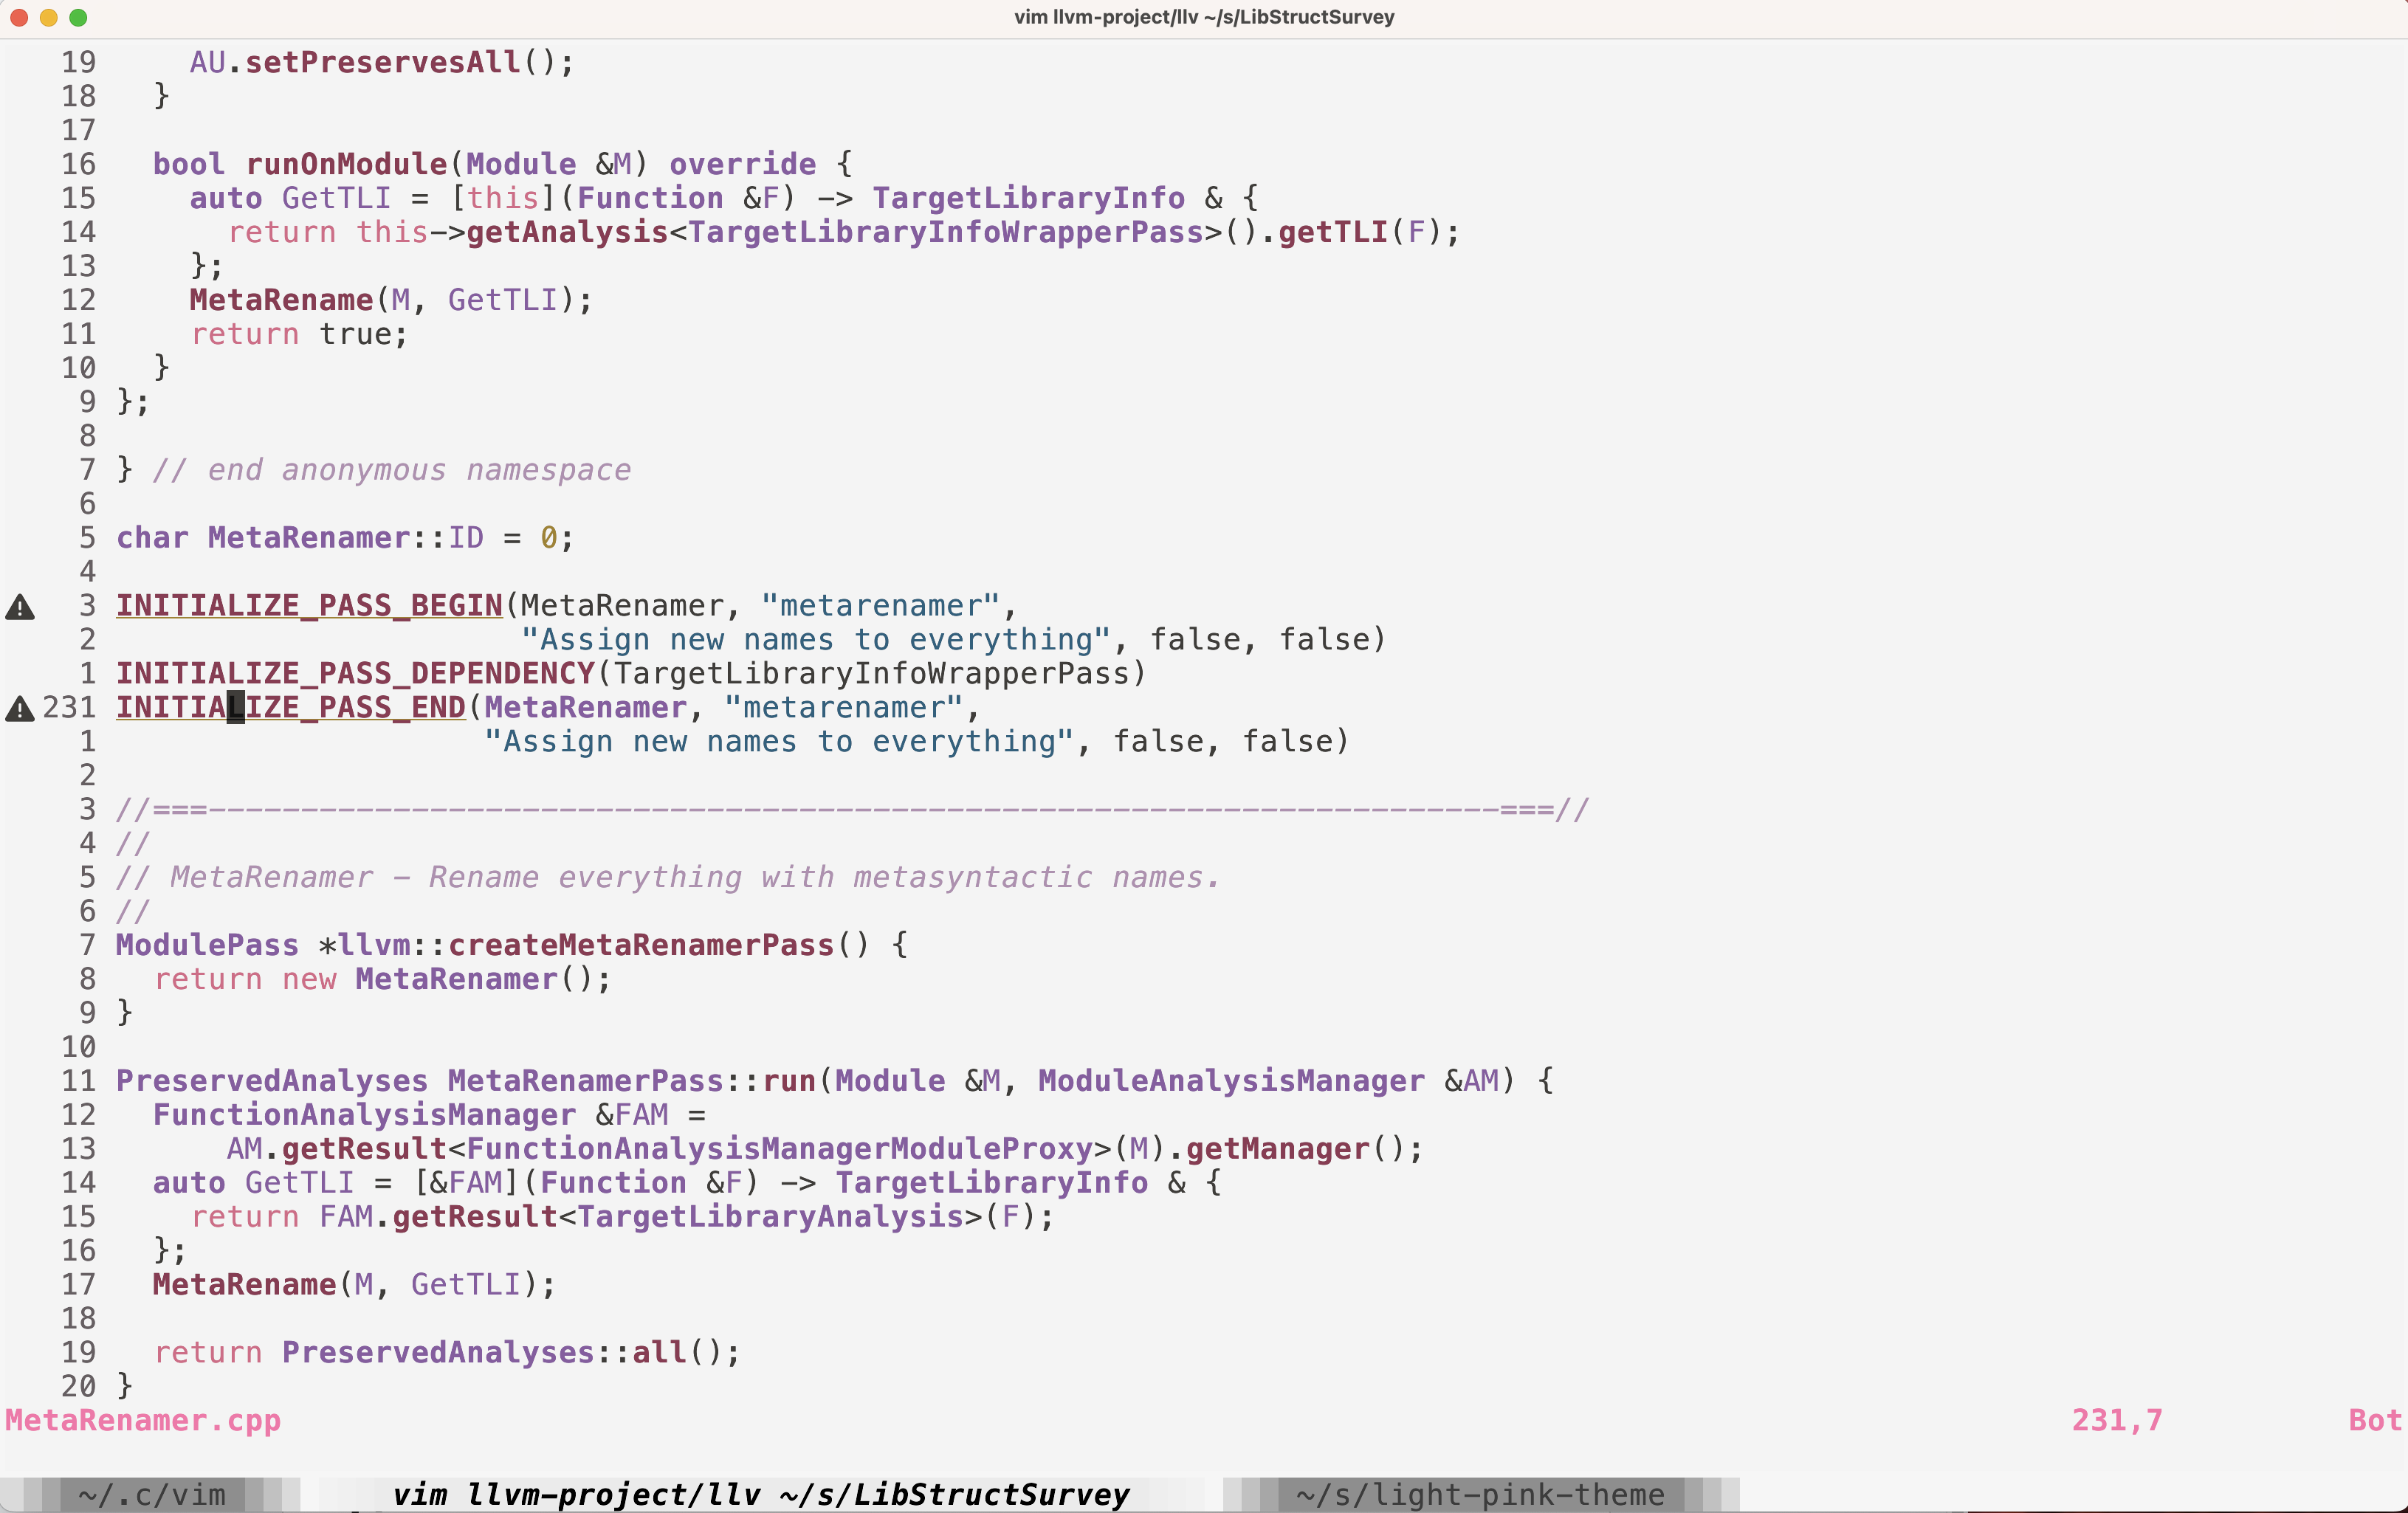 vim llvm-project/llv ~/s/LibStructSurvey
19     AU.setPreservesAll();
18   }
17
16   bool runOnModule(Module &M) override {
15     auto GetTLI = [this](Function &F) -> TargetLibraryInfo & {
14       return this->getAnalysis<TargetLibraryInfoWrapperPass>().getTLI(F);
13     };
12     MetaRename(M, GetTLI);
11     return true;
10   }
9 };
8
7 } // end anonymous namespace
6
5 char MetaRenamer::ID = 0;
4
3 INITIALIZE_PASS_BEGIN(MetaRenamer, "metarenamer",
2                       "Assign new names to everything", false, false)
1 INITIALIZE_PASS_DEPENDENCY(TargetLibraryInfoWrapperPass)
231 INITIALIZE_PASS_END(MetaRenamer, "metarenamer",
1                     "Assign new names to everything", false, false)
2
3 //===----------------------------------------------------------------------===//
4 //
5 // MetaRenamer - Rename everything with metasyntactic names.
6 //
7 ModulePass *llvm::createMetaRenamerPass() {
8   return new MetaRenamer();
9 }
10
11 PreservedAnalyses MetaRenamerPass::run(Module &M, ModuleAnalysisManager &AM) {
12   FunctionAnalysisManager &FAM =
13       AM.getResult<FunctionAnalysisManagerModuleProxy>(M).getManager();
14   auto GetTLI = [&FAM](Function &F) -> TargetLibraryInfo & {
15     return FAM.getResult<TargetLibraryAnalysis>(F);
16   };
17   MetaRename(M, GetTLI);
18
19   return PreservedAnalyses::all();
20 }
MetaRenamer.cpp 231,7 Bot
~/.c/vim vim llvm-project/llv ~/s/LibStructSurvey ~/s/light-pink-theme